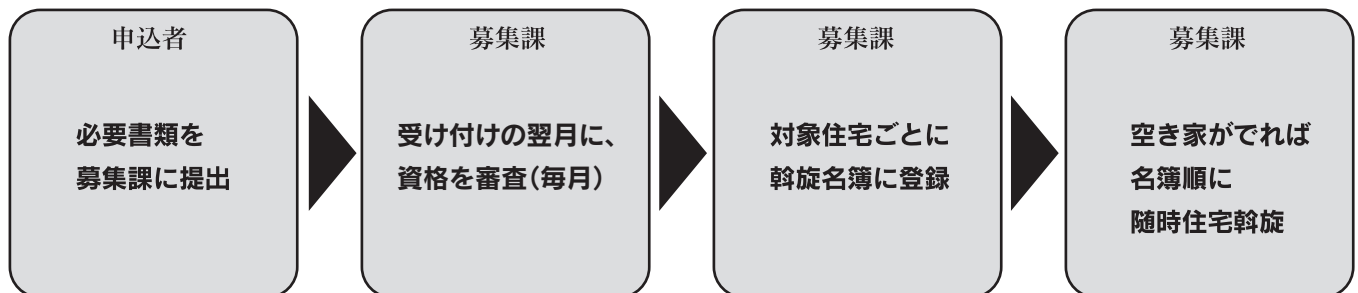 申込者
必要書類を
募集課に提出
募集課
受け付けの翌月に、
資格を審査(毎月)
募集課
対象住宅ごとに
斡旋名簿に登録
募集課
空き家がでれば
名簿順に
随時住宅斡旋